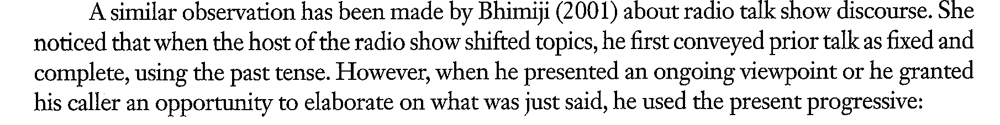 A similar observation has been made by Bhimiji (2001) about radio talk show discourse. She
noticed that when the host of the radio show shifted topics, he first conveyed prior talk as fixed and
complete, using the past tense. However, when he presented an ongoing viewpoint or he granted
his caller an opportunity to elaborate on what was just said, he used the present progressive: